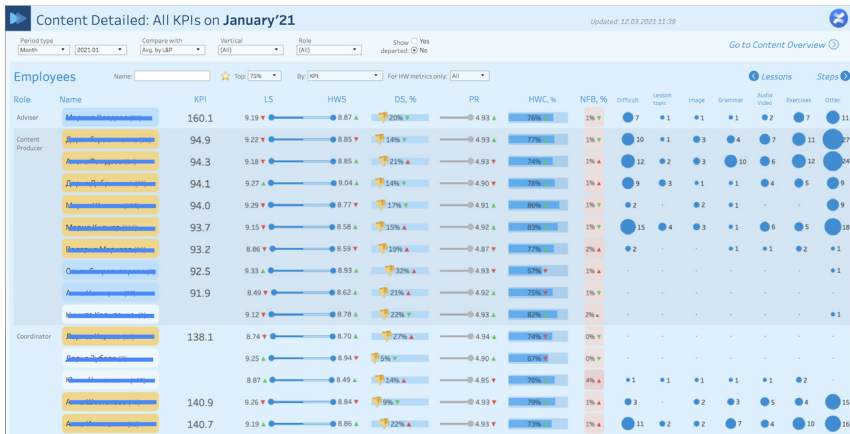 Content Detailed: All KPIs on January'21
Updated: 12.03.2021 11:39
Period type Compare with Vertical Role Show Yes
Month 2021.01 Avg. by L&P (All) (All) departed: No
Go to Content Overview
Employees Name: Top: 75% By: KPI For HW metrics only: All Lessons Steps
Role Name KPI LS HWS DS, % PR HWC, % NFB, % Difficult Lesson topic Image Grammar Audio Video Exercises Other
Adviser 160.1 9.19 8.87 20% 4.93 76% 1% 7 1 1 1 2 7 11
Content Producer 94.9 9.22 8.85 14% 4.93 77% 1% 10 1 3 4 7 11 27
94.3 9.18 8.85 21% 4.93 74% 1% 12 2 3 10 6 12 24
94.1 9.27 9.04 14% 4.90 78% 1% 9 3 1 1 4 5 9
94.0 9.29 8.77 17% 4.91 86% 1% 2 2 1 9
93.7 9.15 8.58 15% 4.92 83% 1% 15 4 3 1 6 5 18
93.2 8.86 8.59 19% 4.87 77% 2% 2 1 1 2 1
92.5 9.33 8.93 32% 4.93 57% 1% 1
91.9 8.49 8.62 21% 4.92 75% 1%
9.12 8.78 22% 4.93 82% 2% 1
Coordinator 138.1 8.74 8.70 27% 4.94 74% 0%
9.25 8.94 5% 4.90 67% 0%
8.87 8.49 14% 4.85 78% 4% 1 1 1 1 1 2
140.9 9.26 8.84 9% 4.93 79% 1% 3 2 3 5 4 15
140.7 9.19 8.86 22% 4.93 73% 1% 11 2 2 7 4 10 16